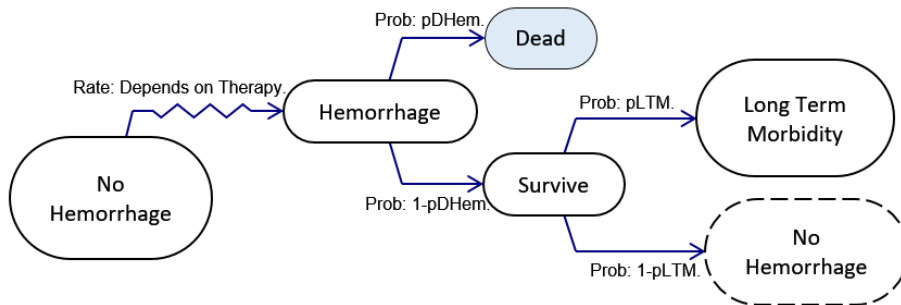 Prob: pDHem.
Dead
Rate: Depends on Therapy.
Hemorrhage
Prob: pLTM.
Long Term
Morbidity
No
Hemorrhage
Survive
Prob: 1-pDHem.
No
Hemorrhage
Prob: 1-pLTM.